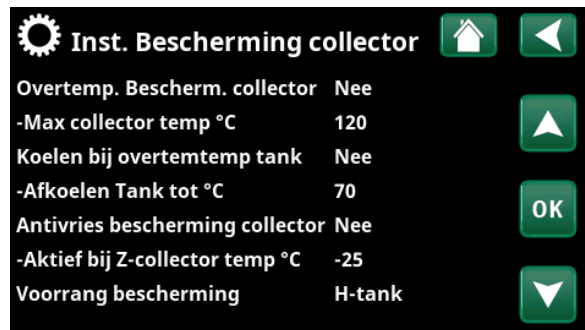 Inst. Bescherming collector
Overtemp. Bescherm. collector Nee
-Max collector temp °C 120
Koelen bij overtemtemp tank Nee
-Afkoelen Tank tot °C 70
OK
Antivries bescherming collector Nee
-Aktief bij Z-collector temp °C -25
Voorrang bescherming H-tank